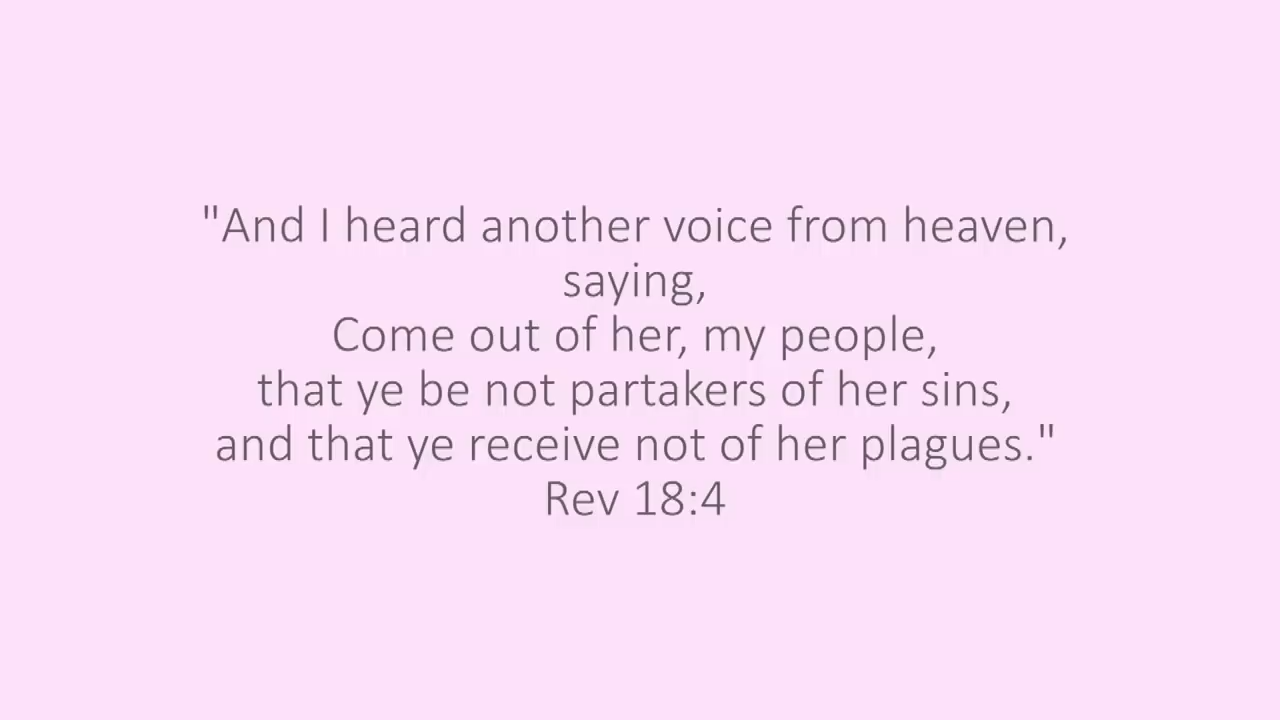 "And I heard another voice from heaven,
saying,
Come out of her, my people,
that ye be not partakers of her sins,
and that ye receive not of her plagues."
Rev 18:4